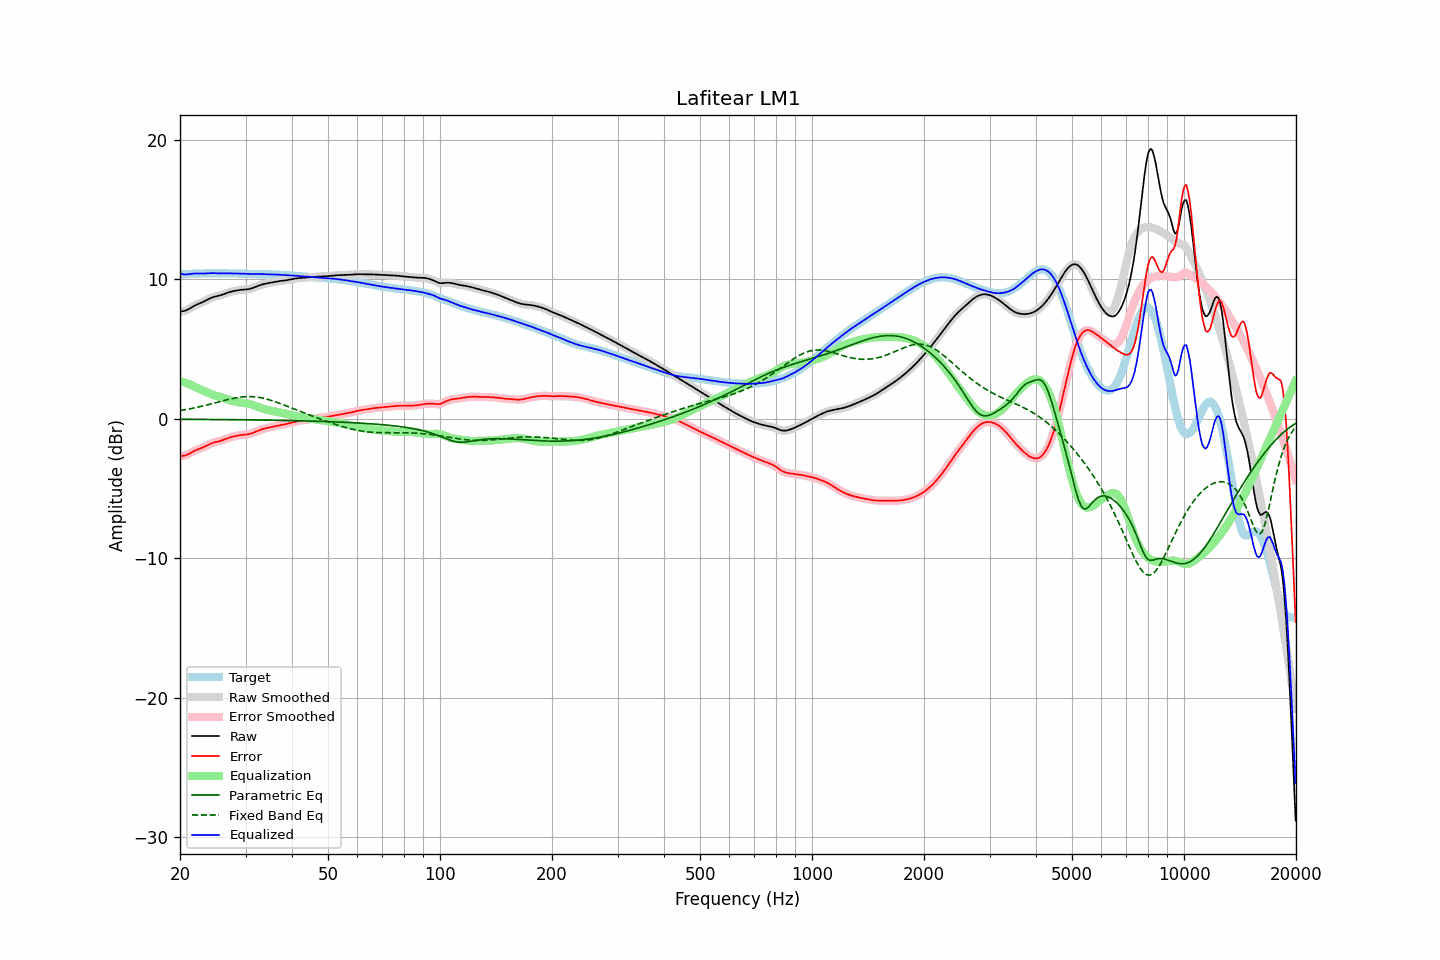 Lafitear LM1
20
10
0
−10
−20
−30
Amplitude (dBr)
Target
Raw Smoothed
Error Smoothed
Raw
Error
Equalization
Parametric Eq
Fixed Band Eq
Equalized
20 50 100 200 500 1000 2000 5000 10000 20000
Frequency (Hz)